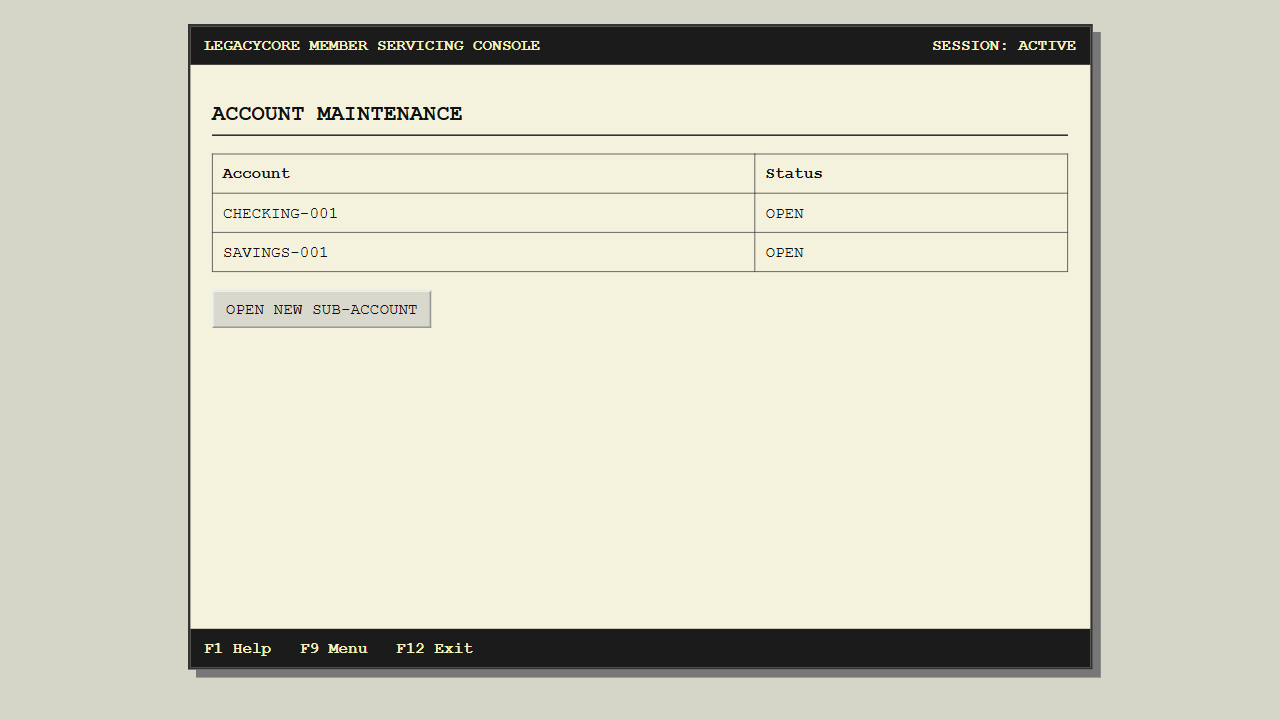 LEGACYCORE MEMBER SERVICING CONSOLE SESSION: ACTIVE
ACCOUNT MAINTENANCE
Account Status
CHECKING-001 OPEN
SAVINGS-001 OPEN
OPEN NEW SUB-ACCOUNT
F1 Help F9 Menu F12 Exit